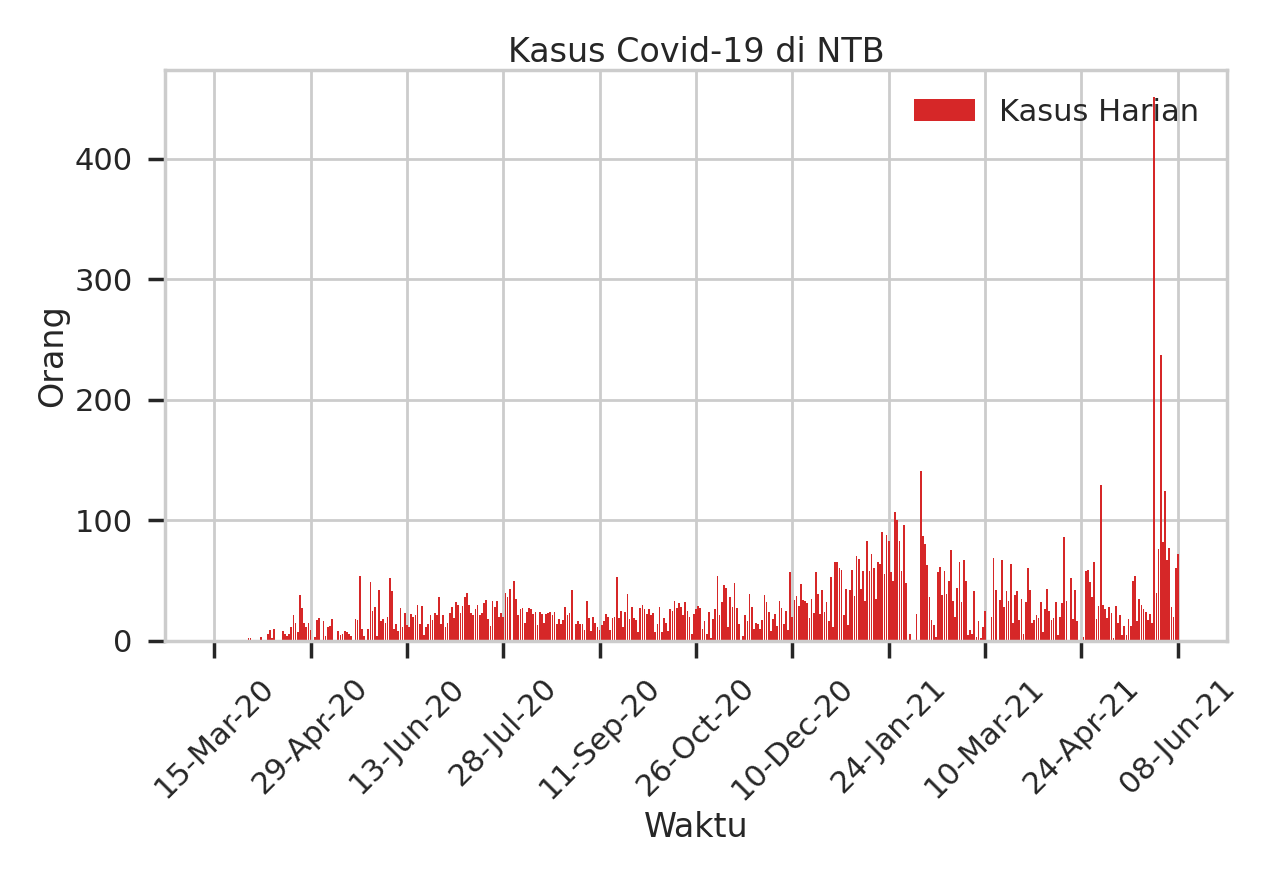 Kasus Covid-19 di NTB
Kasus Harian
Orang
400
300
200
100
0
15-Mar-20
29-Apr-20
13-Jun-20
28-Jul-20
11-Sep-20
26-Oct-20
10-Dec-20
24-Jan-21
10-Mar-21
24-Apr-21
08-Jun-21
Waktu